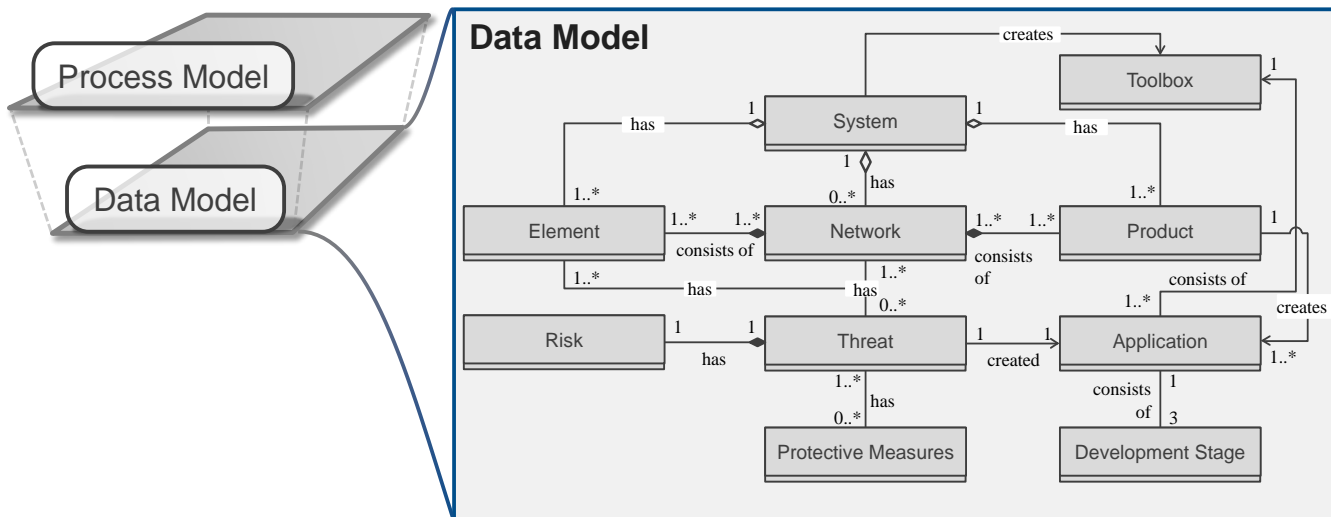 Process Model
Data Model
Data Model
creates
1
Toolbox
1
has
System
1
has
1
has
1..*
0..*
1..*
Element
1..*
consists of
1..*
Network
1..*
consists
of
1..*
Product
1
1..*
has
1..*
has
0..*
consists of
1..*
creates
Risk
1
has
1
Threat
1
created
1
Application
1..*
1..*
has
0..*
consists
of
1
3
Protective Measures
Development Stage